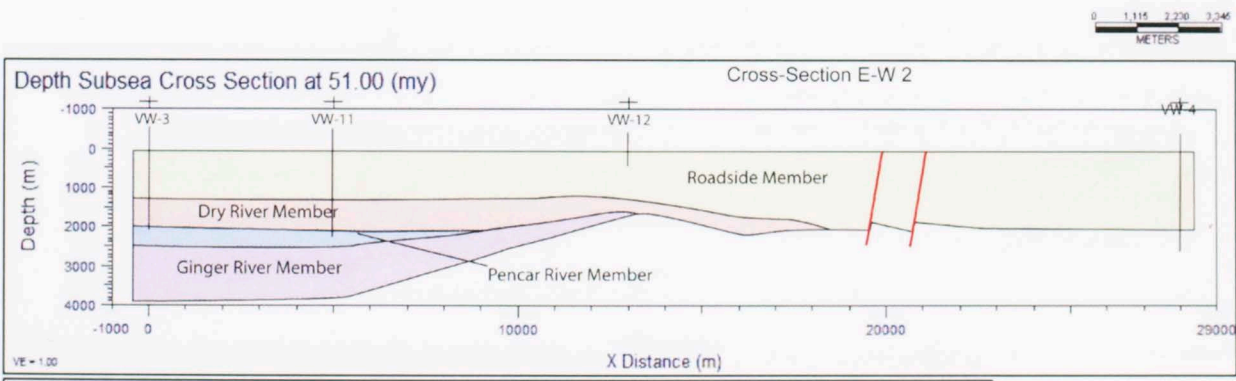 0 1,115 2,230 3,345
METERS
Depth Subsea Cross Section at 51.00 (my)
Cross-Section E-W 2
-1000
VW-3
VW-11
VW-12
VW-4
0
Roadside Member
1000
Dry River Member
2000
Ginger River Member
Pencar River Member
3000
4000
Depth (m)
-1000 0 10000 20000 29000
X Distance (m)
VE = 1.00